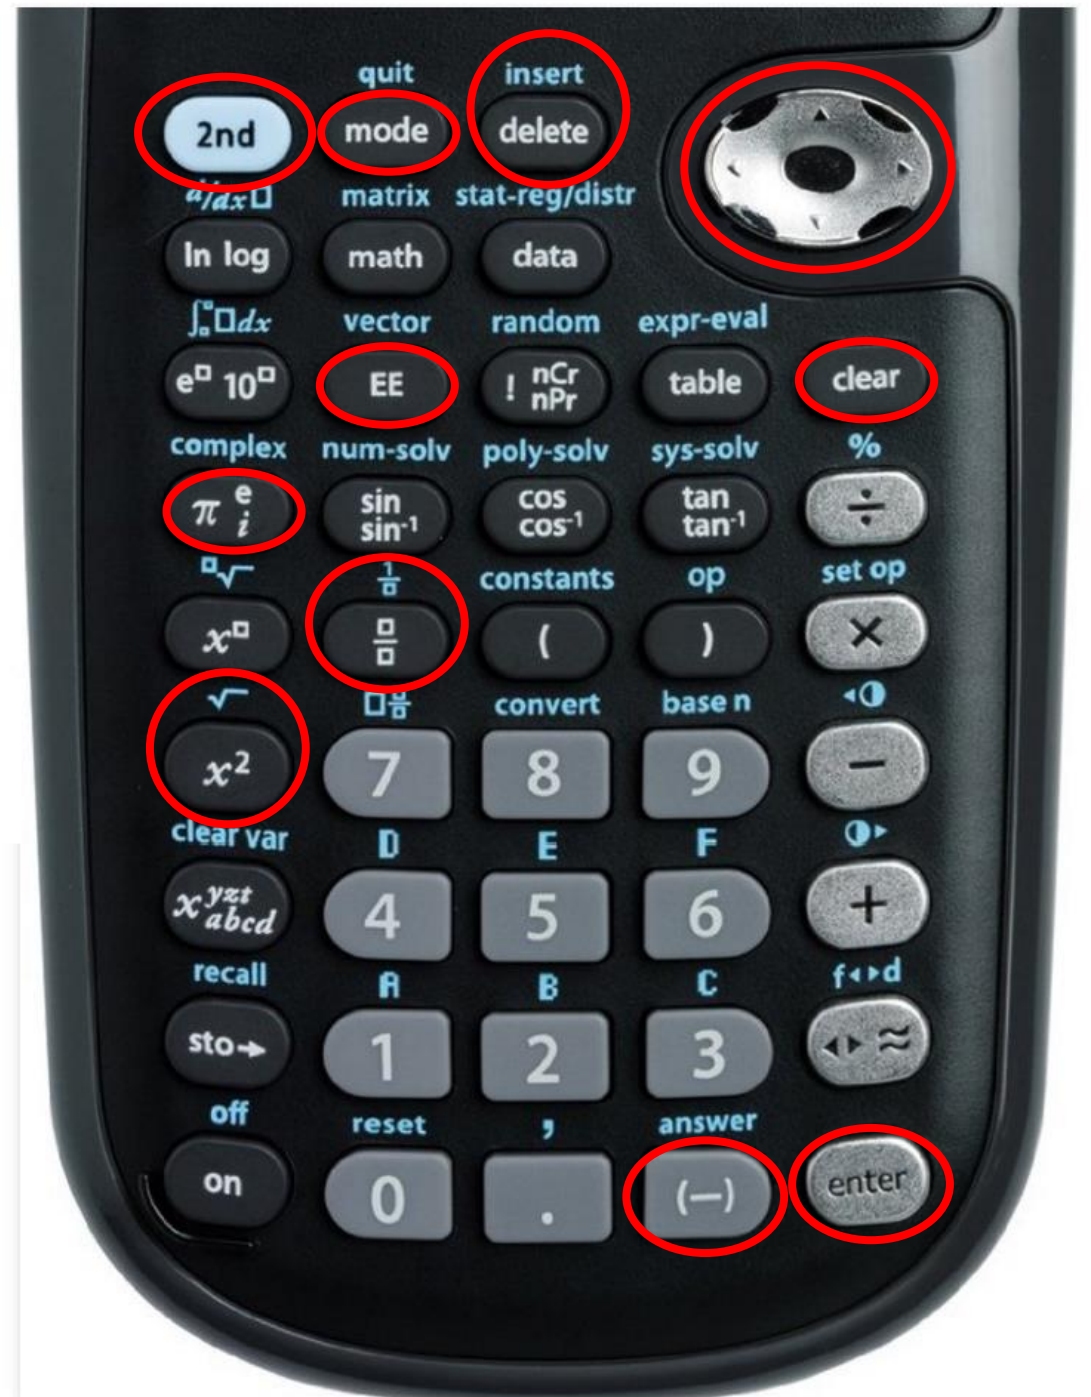 quit insert
2nd mode delete
d/dx□ matrix stat-reg/distr
ln log math data
∫□dx vector random expr-eval
e□ 10□ EE ! nCr nPr table clear
complex num-solv poly-solv sys-solv %
π e i sin sin-1 cos cos-1 tan tan-1 ÷
□√ 1/□ constants op set op
x□ □/□ ( ) ×
√ □□/□ convert base n ◂◑
x2 7 8 9 −
clear var D E F ◑▸
x yzt abcd 4 5 6 +
recall A B C f◂▸d
sto→ 1 2 3 ◂▸ ≈
off reset , answer
on 0 . (−) enter